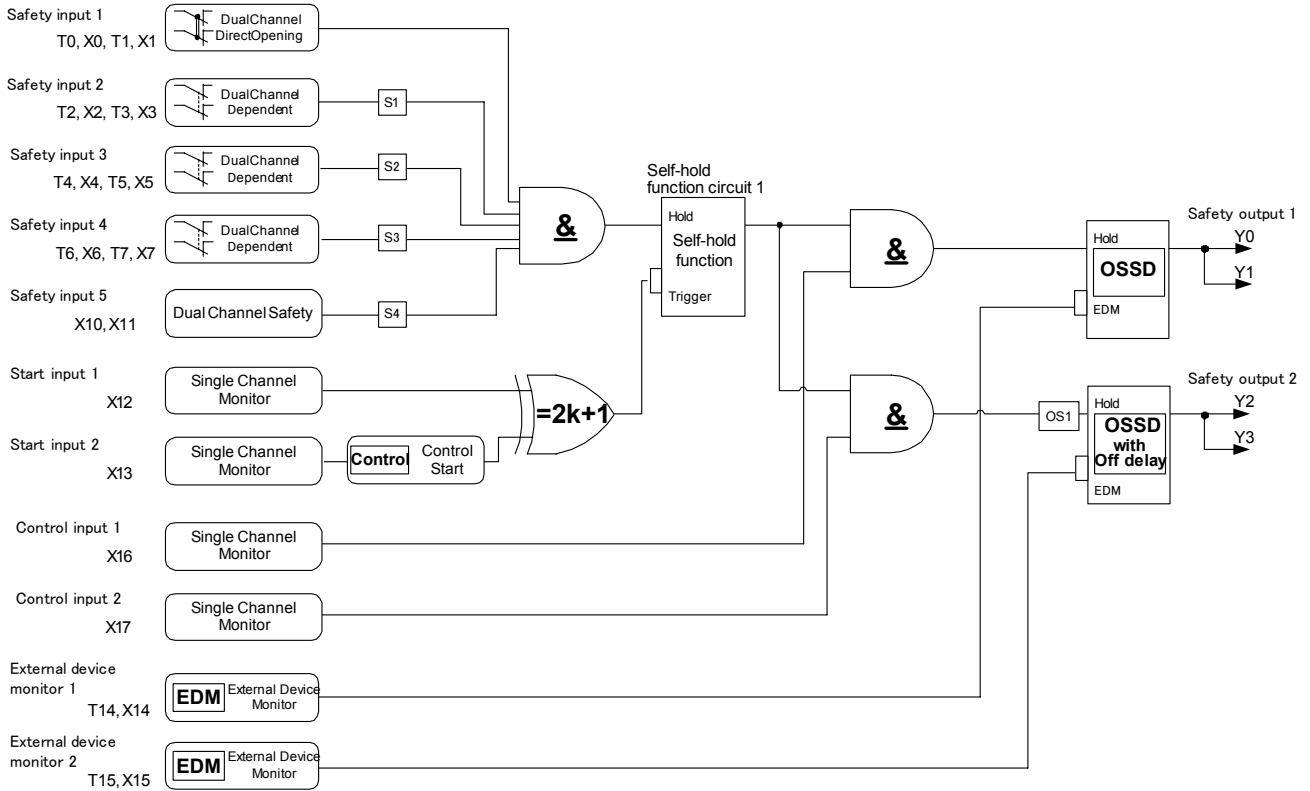 Safety input 1
T0, X0, T1, X1
DualChannel
DirectOpening
Safety input 2
T2, X2, T3, X3
DualChannel
Dependent
S1
Safety input 3
T4, X4, T5, X5
DualChannel
Dependent
S2
Safety input 4
T6, X6, T7, X7
DualChannel
Dependent
S3
Safety input 5
X10, X11
Dual Channel Safety
S4
&
Self-hold
function circuit 1
Hold
Self-hold
function
Trigger
Start input 1
X12
Single Channel
Monitor
Start input 2
X13
Single Channel
Monitor
Control
Control
Start
=2k+1
Control input 1
X16
Single Channel
Monitor
Control input 2
X17
Single Channel
Monitor
External device
monitor 1
T14, X14
EDM
External Device
Monitor
External device
monitor 2
T15, X15
EDM
External Device
Monitor
&
&
Hold
OSSD
EDM
Safety output 1
Y0
Y1
OS1
Hold
OSSD
with
Off delay
EDM
Safety output 2
Y2
Y3